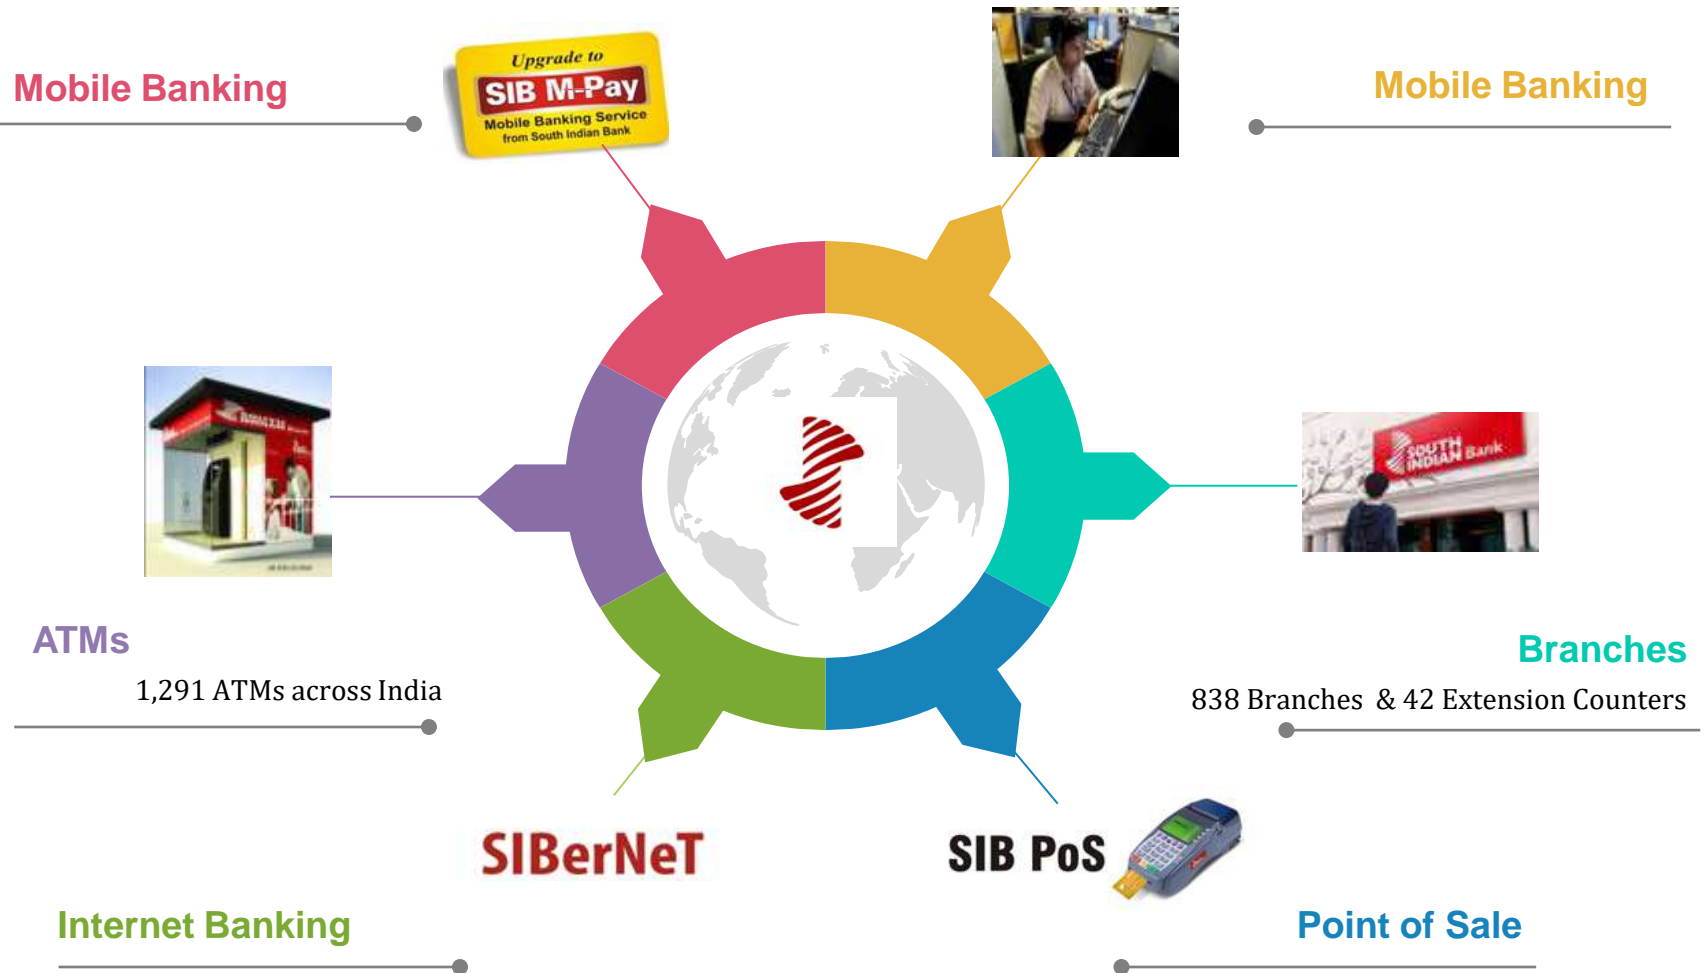 Mobile Banking
Upgrade to
SIB M-Pay
Mobile Banking Service
from South Indian Bank
Mobile Banking
SOUTH
INDIAN Bank
ATMs
1,291 ATMs across India
Branches
838 Branches & 42 Extension Counters
SIBerNeT
SIB PoS
Internet Banking
Point of Sale